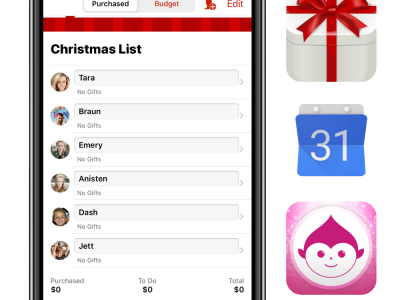 Purchased Budget Edit
Christmas List
Tara
No Gifts
Braun
No Gifts
Emery
No Gifts
Anisten
No Gifts
Dash
No Gifts
Jett
No Gifts
Purchased To Do Total
$0 $0 $0
31